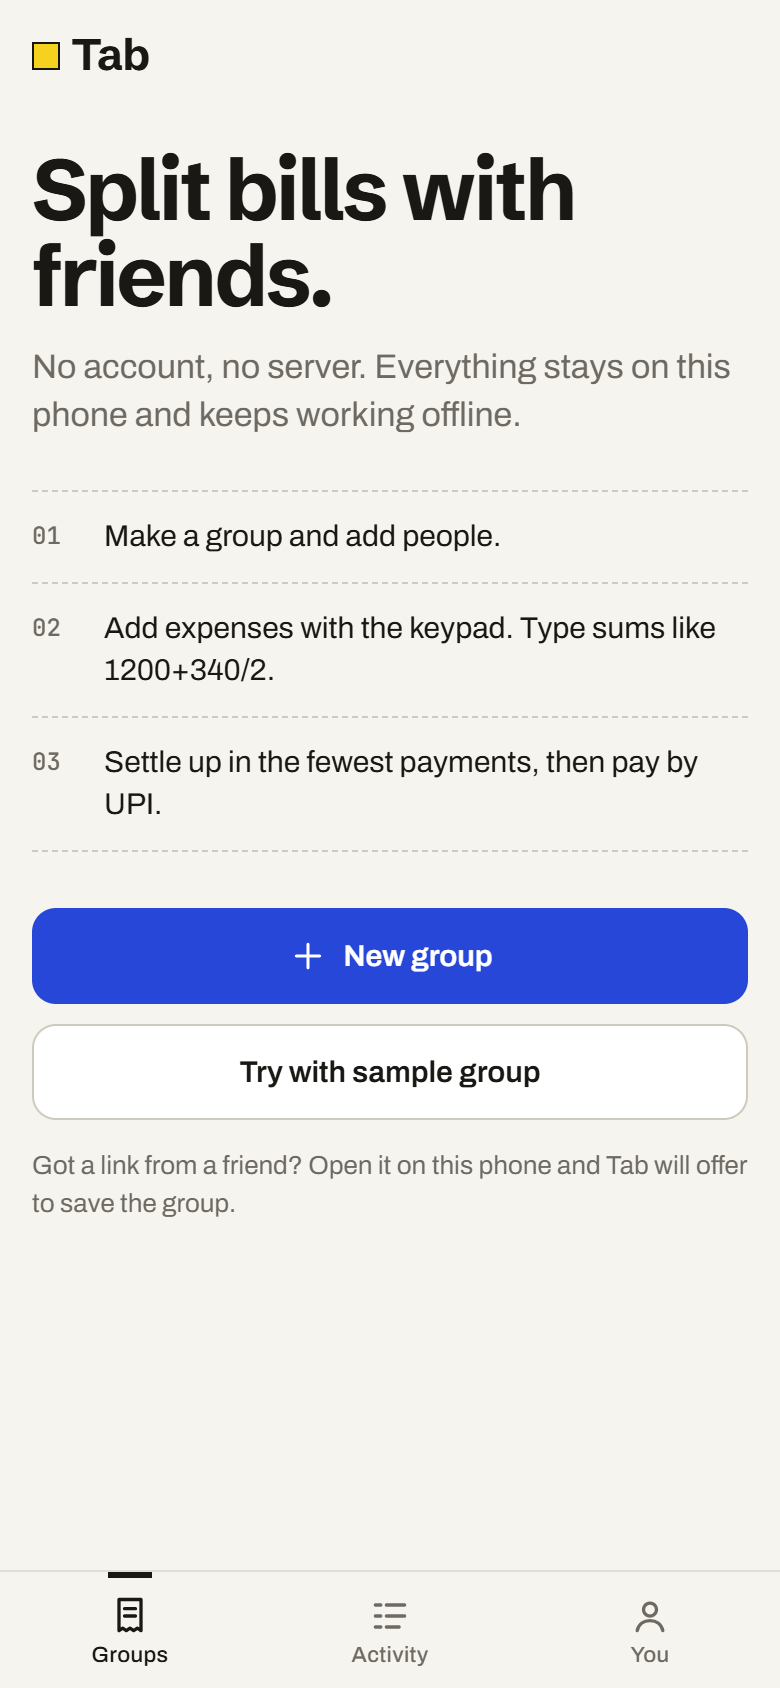 Tab
Split bills with
friends.
No account, no server. Everything stays on this
phone and keeps working offline.
01 Make a group and add people.
02 Add expenses with the keypad. Type sums like
1200+340/2.
03 Settle up in the fewest payments, then pay by
UPI.
New group
Try with sample group
Got a link from a friend? Open it on this phone and Tab will offer
to save the group.
Groups Activity You